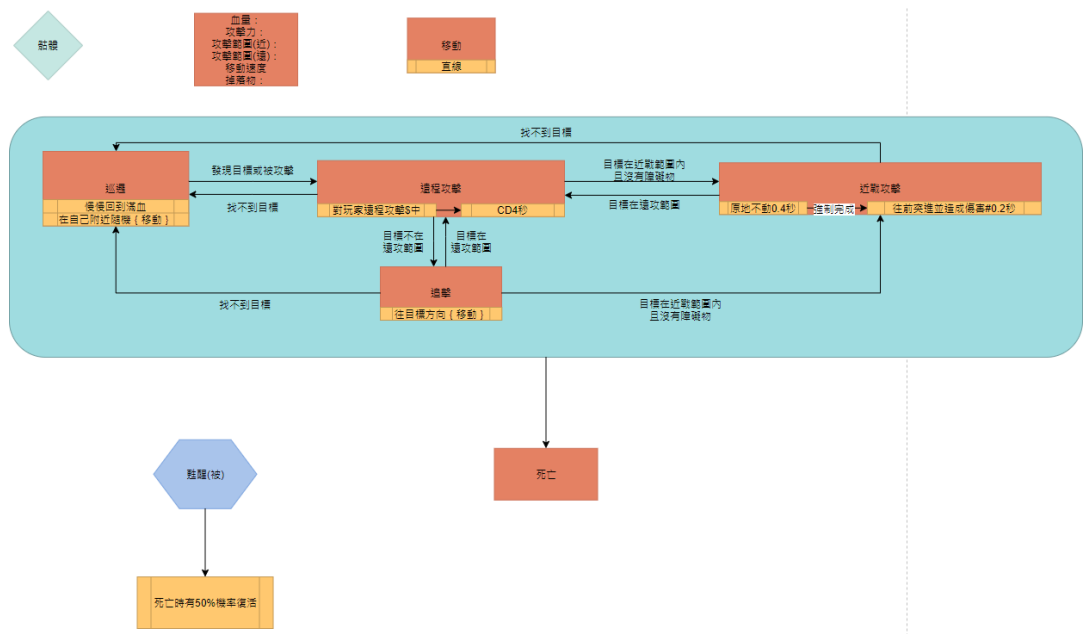 骷髏
血量：
攻擊力：
攻擊範圍(近)：
攻擊範圍(遠)：
移動速度
掉落物：
移動
直線
找不到目標
巡邏
慢慢回到滿血
在自己附近隨機 { 移動 }
發現目標或被攻擊
找不到目標
遠程攻擊
對玩家遠程攻擊$中
CD4秒
目標在近戰範圍內
且沒有障礙物
目標在遠攻範圍
近戰攻擊
原地不動0.4秒
強制完成
往前突進並造成傷害#0.2秒
目標不在
遠攻範圍
目標在
遠攻範圍
追擊
往目標方向 { 移動 }
找不到目標
目標在近戰範圍內
且沒有障礙物
死亡
甦醒(被)
死亡時有50%機率復活